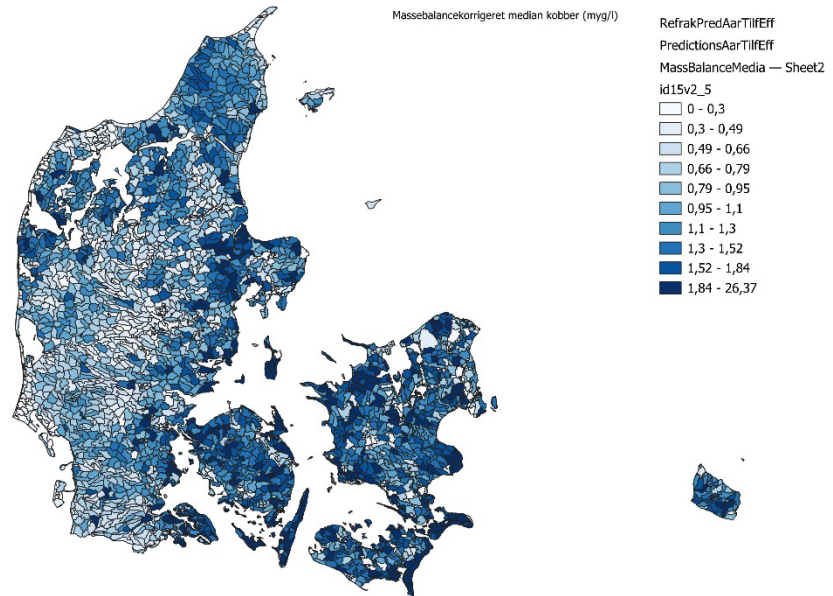 Massebalancekorrigeret median kobber (myg/l)
RefrakPredAarTilfEff
PredictionsAarTilfEff
MassBalanceMedia — Sheet2
id15v2_5
0 - 0,3
0,3 - 0,49
0,49 - 0,66
0,66 - 0,79
0,79 - 0,95
0,95 - 1,1
1,1 - 1,3
1,3 - 1,52
1,52 - 1,84
1,84 - 26,37